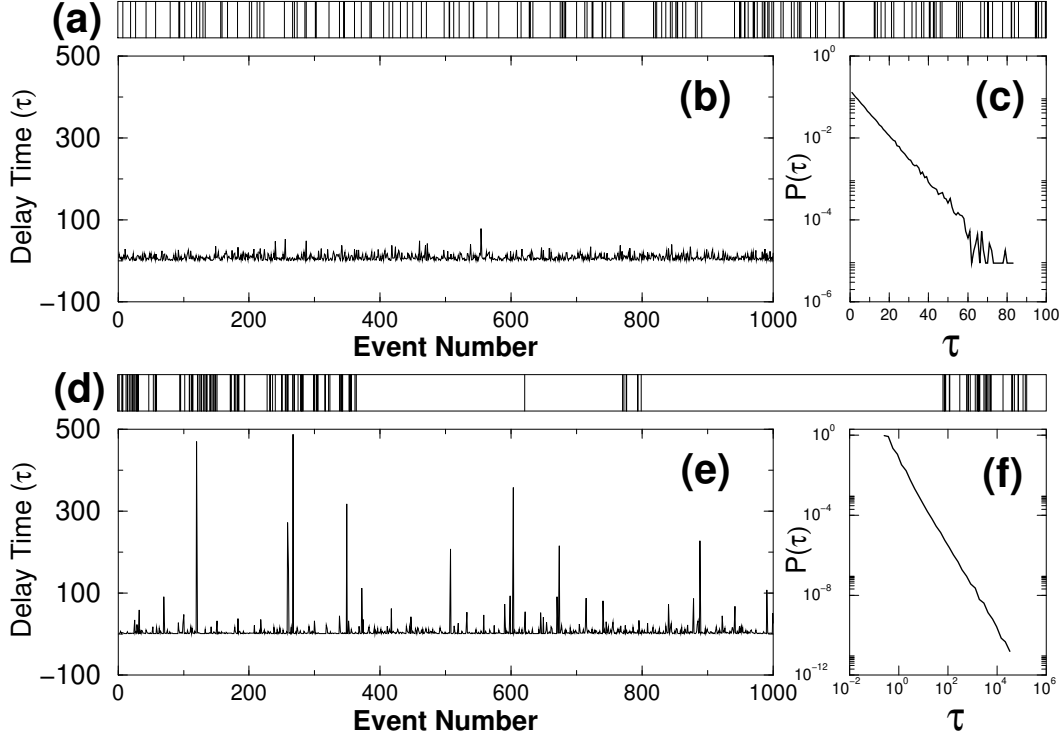 (a)
500
300
100
−100
Delay Time (τ)
(b)
0 200 400 600 800 1000
Event Number
10^0
10^-2
10^-4
10^-6
P(τ)
(c)
0 20 40 60 80 100
τ
(d)
500
300
100
−100
Delay Time (τ)
(e)
0 200 400 600 800 1000
Event Number
10^0
10^-4
10^-8
10^-12
P(τ)
(f)
10^-2 10^0 10^2 10^4 10^6
τ